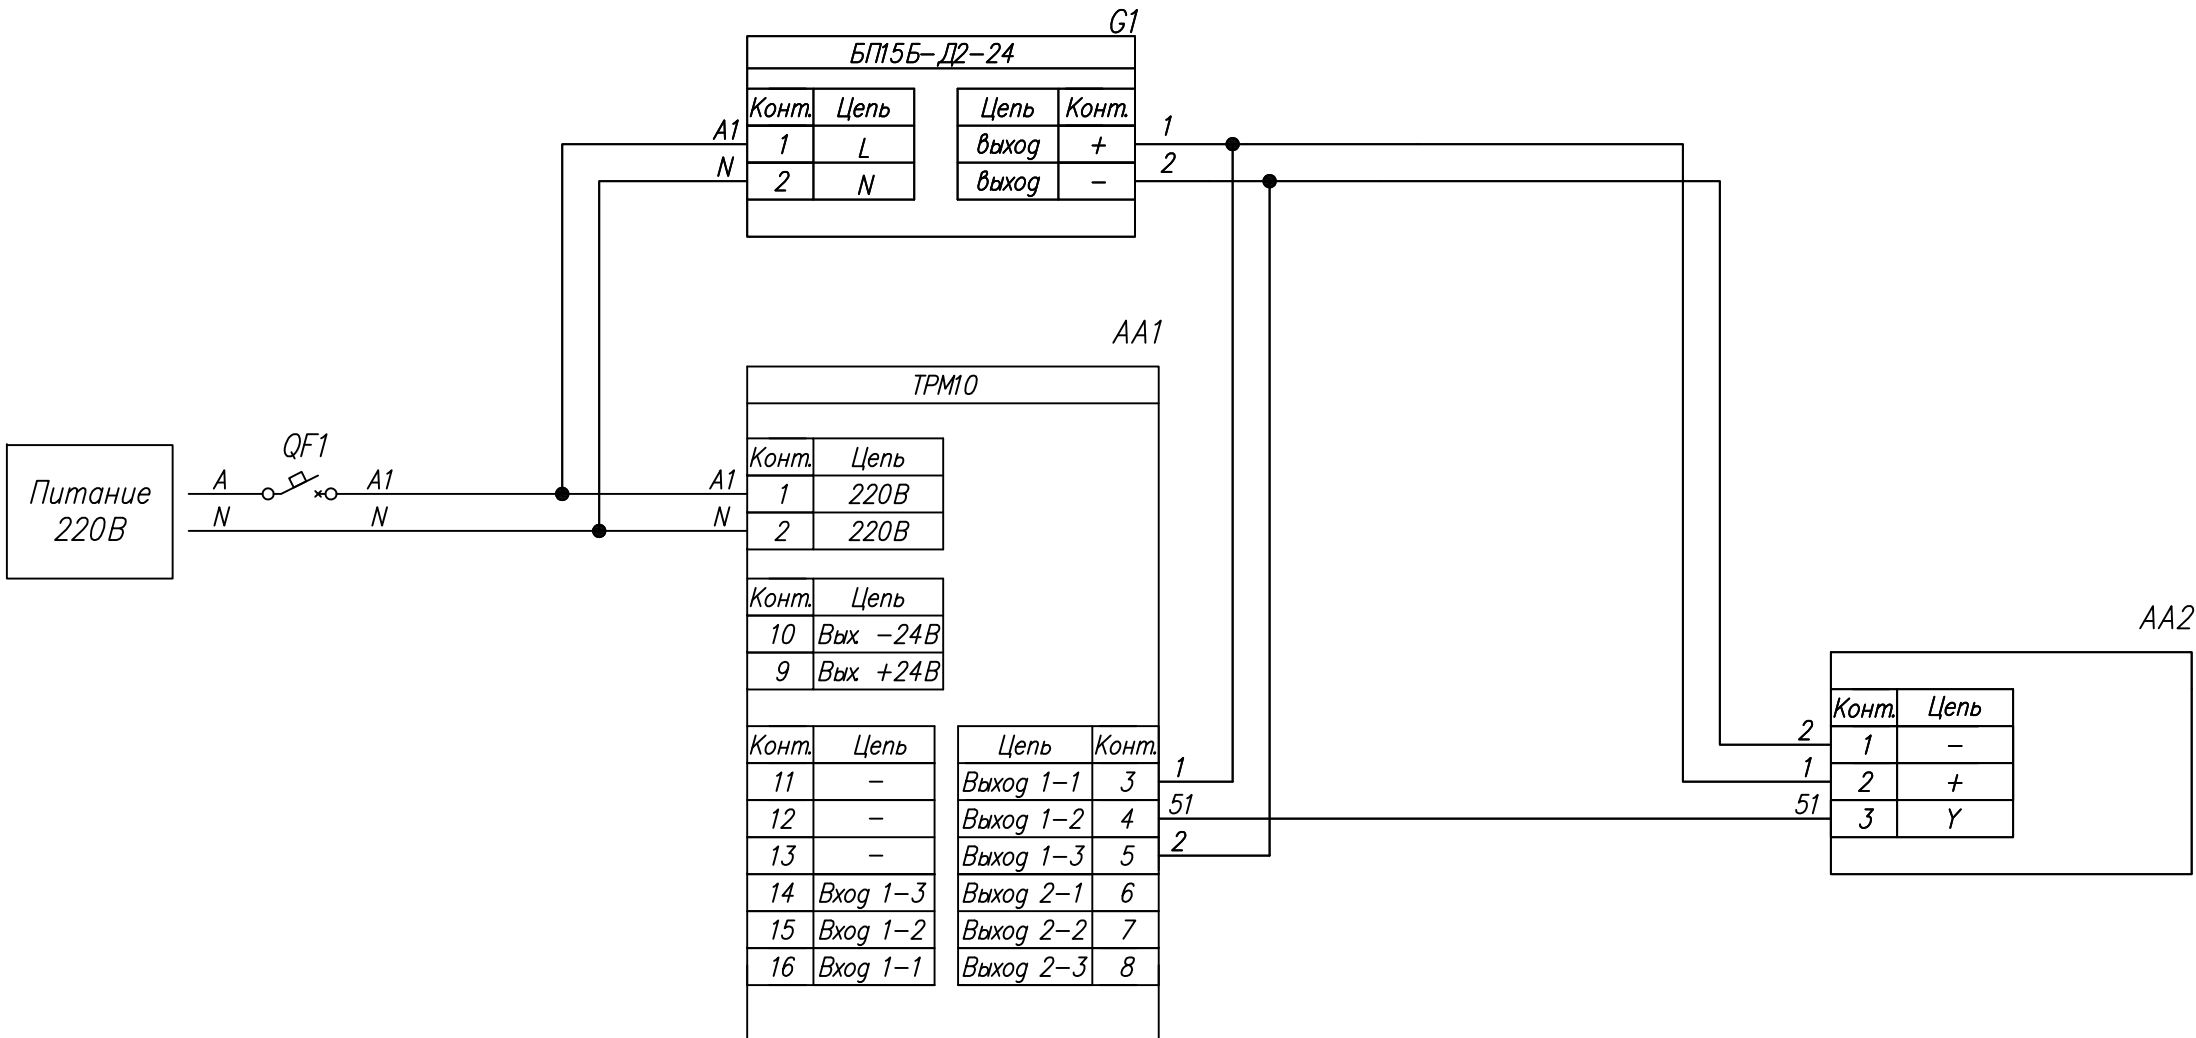 G1
БП15Б-Д2-24
Конт. Цепь Цепь Конт.
A1 1 L выход + 1
N 2 N выход - 2
AA1
ТРМ10
QF1
Питание
220В
A A1 A1
N N N
Конт. Цепь
1 220В
2 220В
Конт. Цепь
10 Вых. -24В
9 Вых. +24В
Конт. Цепь Цепь Конт.
11 - Выход 1-1 3 1
12 - Выход 1-2 4 51
13 - Выход 1-3 5 2
14 Вход 1-3 Выход 2-1 6
15 Вход 1-2 Выход 2-2 7
16 Вход 1-1 Выход 2-3 8
AA2
Конт. Цепь
2 1 -
1 2 +
51 3 Y